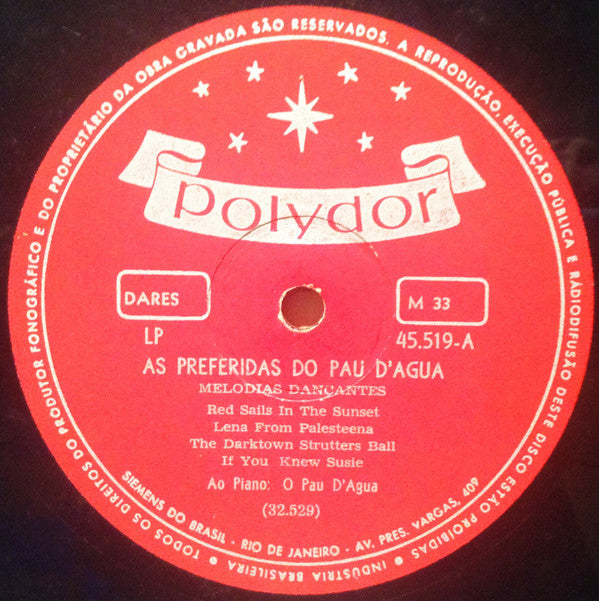 TODOS OS DIREITOS DO PRODUTOR FONOGRÁFICO E DO PROPRIETÁRIO DA OBRA GRAVADA SÃO RESERVADOS. A REPRODUÇÃO, EXECUÇÃO PÚBLICA E RÁDIODIFUSÃO DESTE DISCO ESTÃO PROIBIDAS • INDÚSTRIA BRASILEIRA •
polydor
DARES
M 33
LP
45.519-A
AS PREFERIDAS DO PAU D'AGUA
MELODIAS DANCANTES
Red Sails In The Sunset
Lena From Palesteena
The Darktown Strutters Ball
If You Knew Susie
Ao Piano: O Pau D'Agua
(32.529)
SIEMENS DO BRASIL - RIO DE JANEIRO - AV. PRES. VARGAS, 409